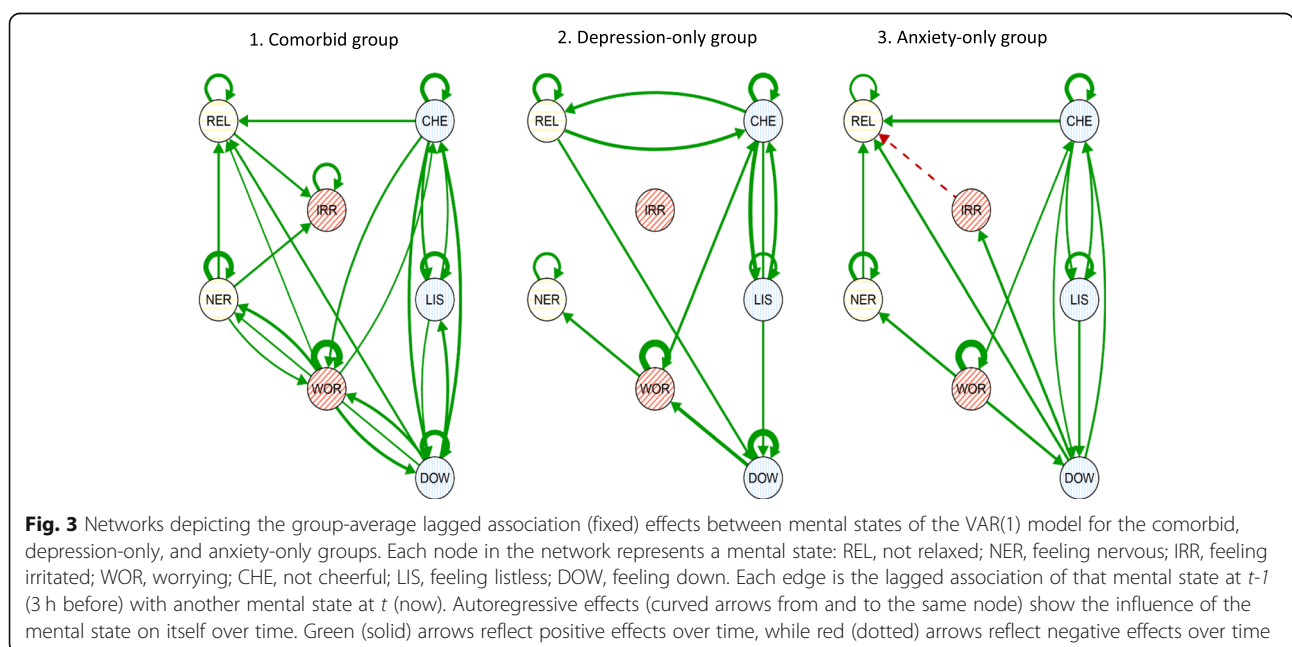 1. Comorbid group
2. Depression-only group
3. Anxiety-only group
REL
CHE
IRR
NER
LIS
WOR
DOW
REL
CHE
IRR
NER
LIS
WOR
DOW
REL
CHE
IRR
NER
LIS
WOR
DOW
Fig. 3 Networks depicting the group-average lagged association (fixed) effects between mental states of the VAR(1) model for the comorbid,
depression-only, and anxiety-only groups. Each node in the network represents a mental state: REL, not relaxed; NER, feeling nervous; IRR, feeling
irritated; WOR, worrying; CHE, not cheerful; LIS, feeling listless; DOW, feeling down. Each edge is the lagged association of that mental state at t-1
(3 h before) with another mental state at t (now). Autoregressive effects (curved arrows from and to the same node) show the influence of the
mental state on itself over time. Green (solid) arrows reflect positive effects over time, while red (dotted) arrows reflect negative effects over time